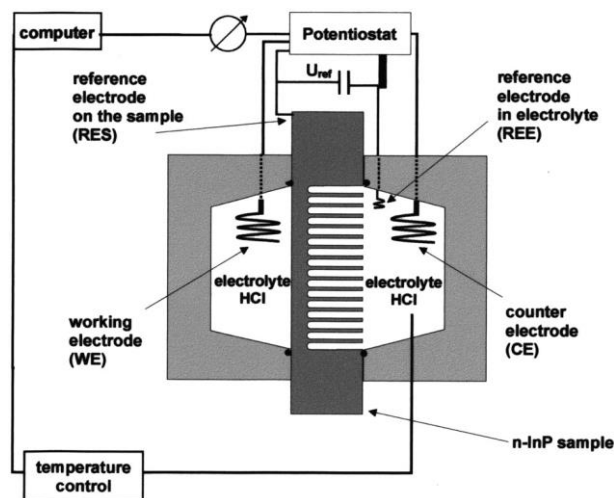 computer
Potentiostat
U_ref
reference
electrode
on the sample
(RES)
reference
electrode
in electrolyte
(REE)
electrolyte
HCl
electrolyte
HCl
working
electrode
(WE)
counter
electrode
(CE)
n-InP sample
temperature
control